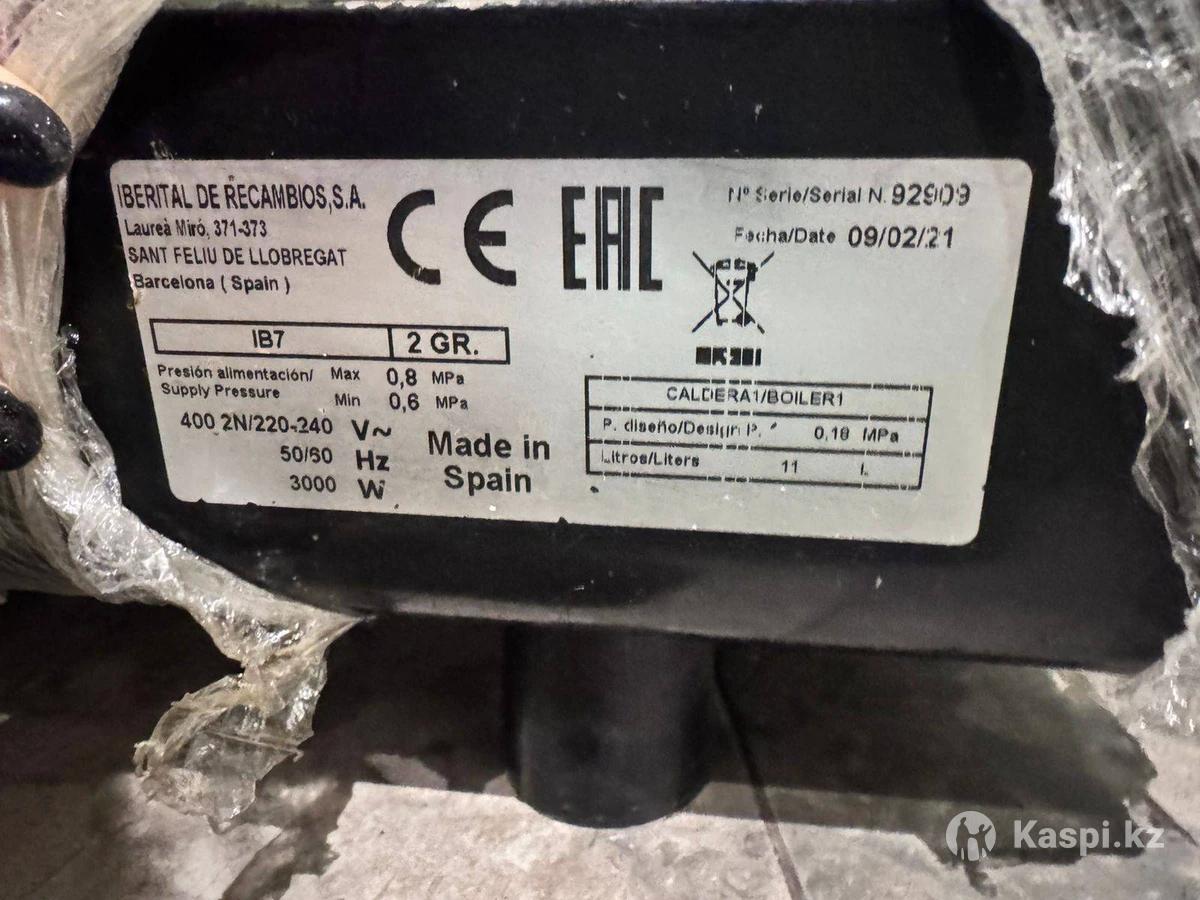 IBERITAL DE RECAMBIOS,S.A.
Laureà Miró, 371-373
SANT FELIU DE LLOBREGAT
Barcelona ( Spain )
CE EAC
Nº Serie/Serial N. 92909
Fecha/Date 09/02/21
IB7 2 GR.
Presión alimentación/ Max 0,8 MPa
Supply Pressure Min 0,6 MPa
400 2N/220-240 V~
50/60 Hz
3000 W
Made in
Spain
CALDERA1/BOILER1
P. diseño/Design P. 0,18 MPa
Litros/Liters 11 L
Kaspi.kz